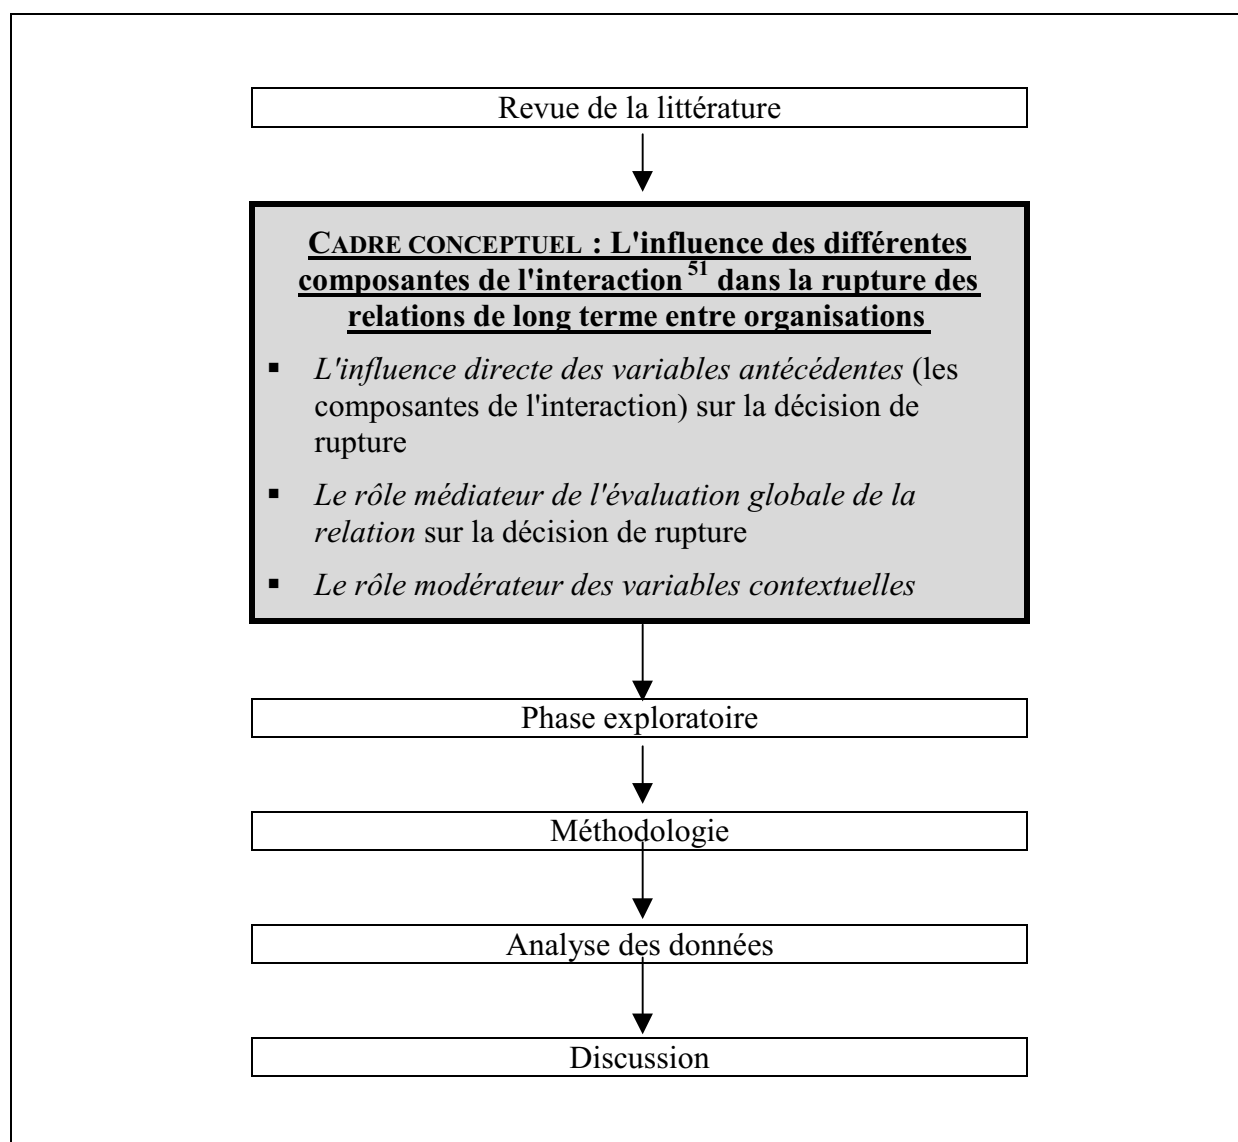 Revue de la littérature
CADRE CONCEPTUEL : L'influence des différentes
composantes de l'interaction 51 dans la rupture des
relations de long terme entre organisations
▪ L'influence directe des variables antécédentes (les
composantes de l'interaction) sur la décision de
rupture
▪ Le rôle médiateur de l'évaluation globale de la
relation sur la décision de rupture
▪ Le rôle modérateur des variables contextuelles
Phase exploratoire
Méthodologie
Analyse des données
Discussion